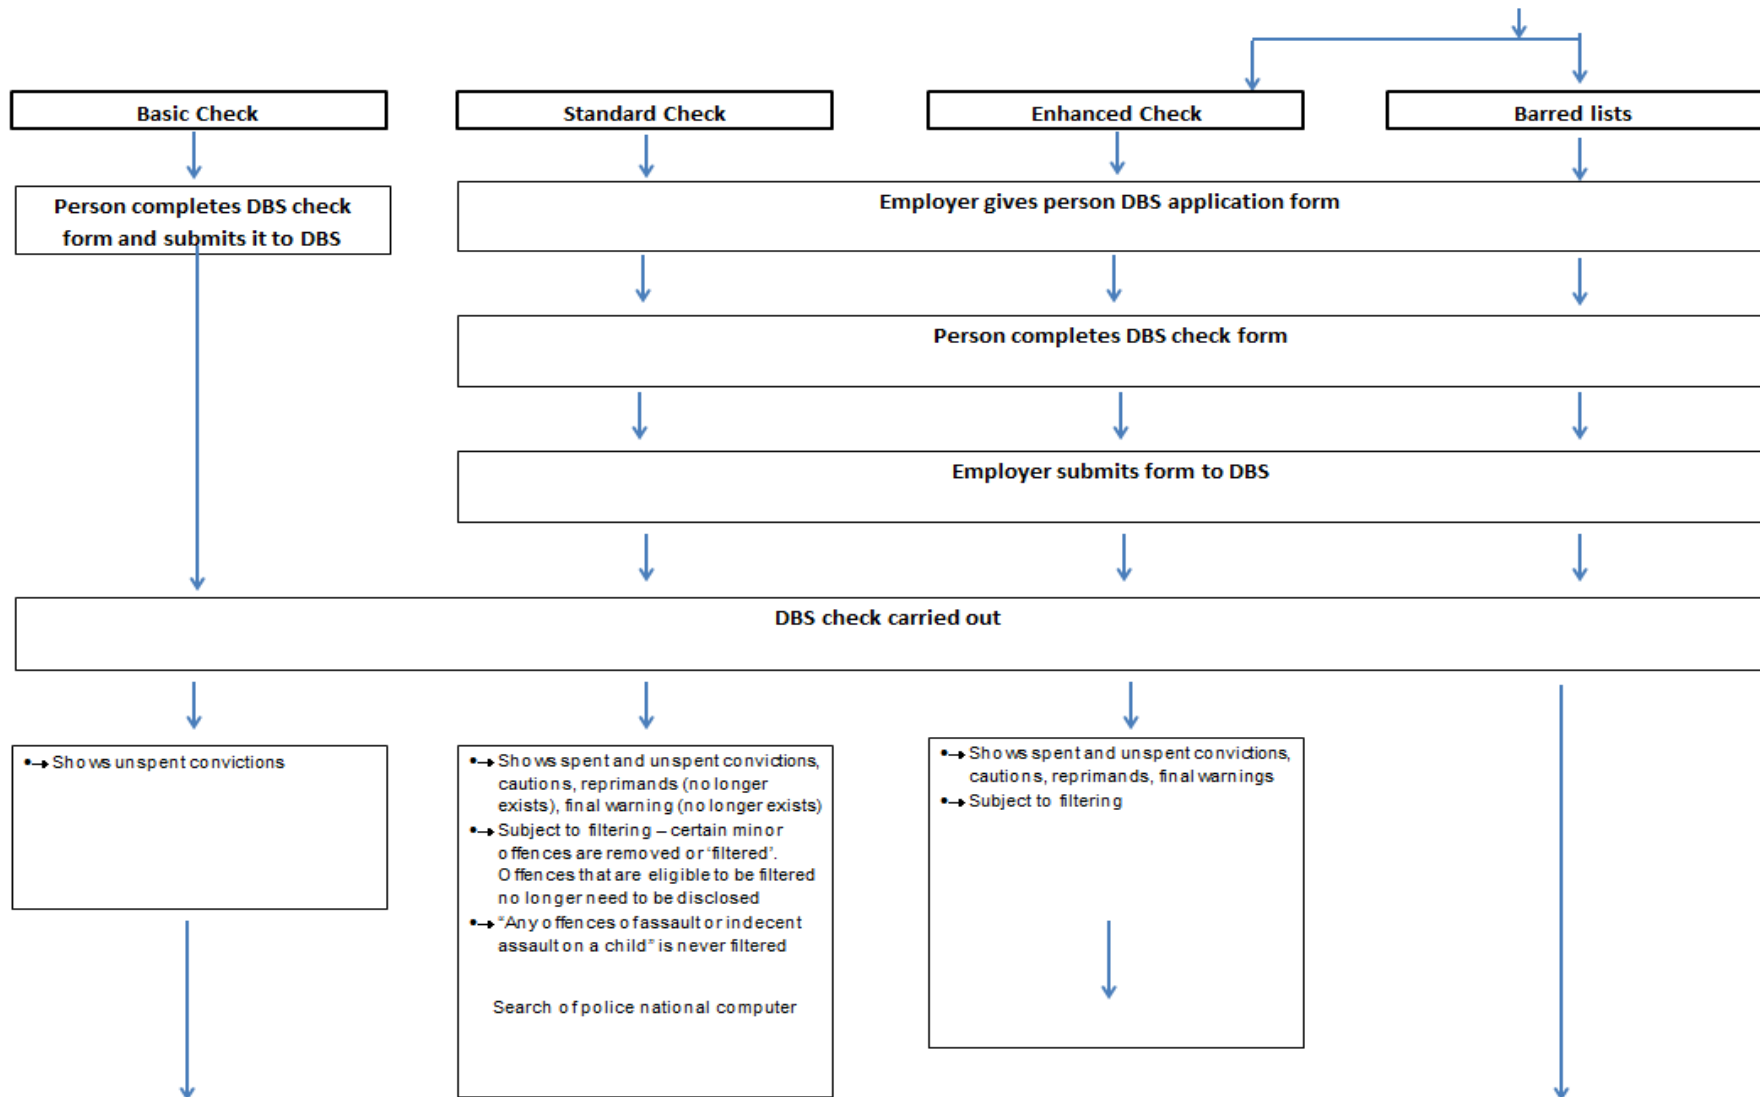 Basic Check
Standard Check
Enhanced Check
Barred lists
Person completes DBS check
form and submits it to DBS
Employer gives person DBS application form
Person completes DBS check form
Employer submits form to DBS
DBS check carried out
Shows unspent convictions
Shows spent and unspent convictions,
cautions, reprimands (no longer
exists), final warning (no longer exists)
Subject to filtering – certain minor
offences are removed or ‘filtered’.
Offences that are eligible to be filtered
no longer need to be disclosed
“Any offences of assault or indecent
assault on a child” is never filtered
Search of police national computer
Shows spent and unspent convictions,
cautions, reprimands, final warnings
Subject to filtering